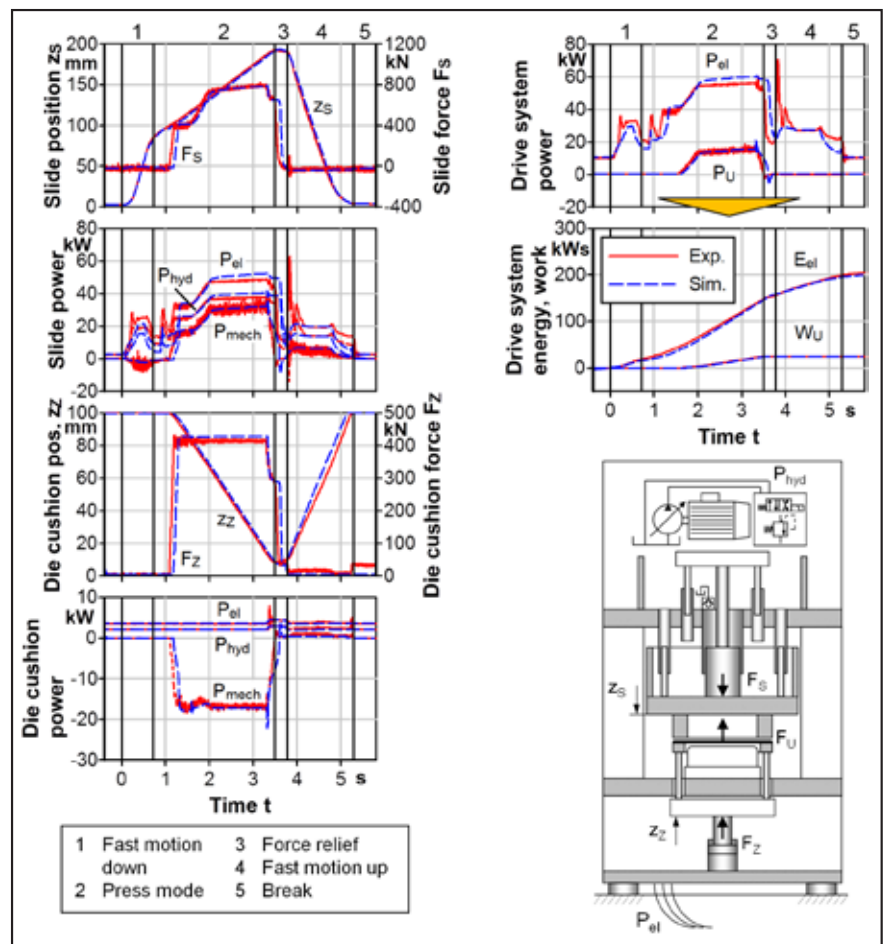 1 2 3 4 5
200
mm
150
100
50
0
Slide position zS
1200
kN
800
400
0
-400
Slide force FS
zS
FS
kW
60
40
20
0
-20
Slide power
Pel
Phyd
Pmech
100
mm
80
60
40
20
0
Die cushion pos. zZ
500
kN
400
300
200
100
0
Die cushion force FZ
zZ
FZ
10
kW
0
-10
-20
-30
Die cushion
power
Pel
Phyd
Pmech
0 1 2 3 4 5 s
Time t
1 Fast motion down
2 Press mode
3 Force relief
4 Fast motion up
5 Break
1 2 3 4 5
80
kW
60
40
20
0
-20
Drive system
power
Pel
PU
kWs
200
100
0
Drive system
energy, work
Exp.
Sim.
Eel
WU
0 1 2 3 4 5 s
Time t
Phyd
FS
zS
FU
zZ
FZ
Pel